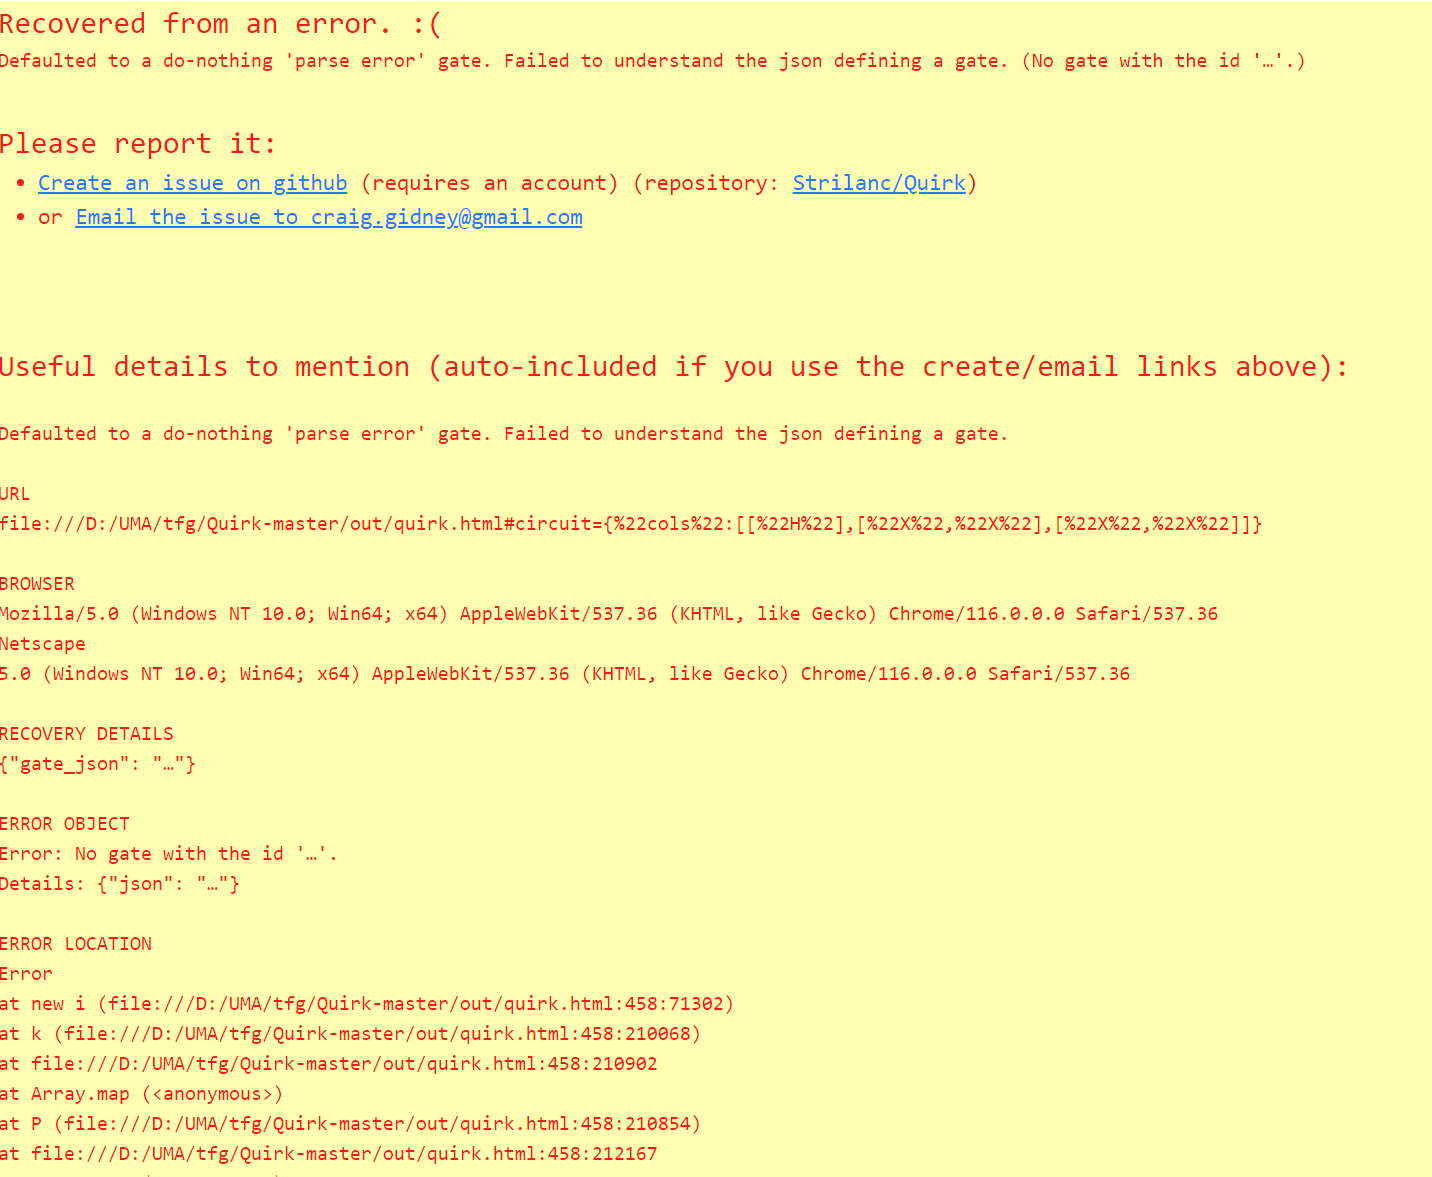 Recovered from an error. :(
Defaulted to a do-nothing 'parse error' gate. Failed to understand the json defining a gate. (No gate with the id '…'.)
Please report it:
• Create an issue on github (requires an account) (repository: Strilanc/Quirk)
• or Email the issue to craig.gidney@gmail.com
Useful details to mention (auto-included if you use the create/email links above):
Defaulted to a do-nothing 'parse error' gate. Failed to understand the json defining a gate.
URL
file:///D:/UMA/tfg/Quirk-master/out/quirk.html#circuit={%22cols%22:[[%22H%22],[%22X%22,%22X%22],[%22X%22,%22X%22]]}
BROWSER
Mozilla/5.0 (Windows NT 10.0; Win64; x64) AppleWebKit/537.36 (KHTML, like Gecko) Chrome/116.0.0.0 Safari/537.36
Netscape
5.0 (Windows NT 10.0; Win64; x64) AppleWebKit/537.36 (KHTML, like Gecko) Chrome/116.0.0.0 Safari/537.36
RECOVERY DETAILS
{"gate_json": "…"}
ERROR OBJECT
Error: No gate with the id '…'.
Details: {"json": "…"}
ERROR LOCATION
Error
at new i (file:///D:/UMA/tfg/Quirk-master/out/quirk.html:458:71302)
at k (file:///D:/UMA/tfg/Quirk-master/out/quirk.html:458:210068)
at file:///D:/UMA/tfg/Quirk-master/out/quirk.html:458:210902
at Array.map (<anonymous>)
at P (file:///D:/UMA/tfg/Quirk-master/out/quirk.html:458:210854)
at file:///D:/UMA/tfg/Quirk-master/out/quirk.html:458:212167